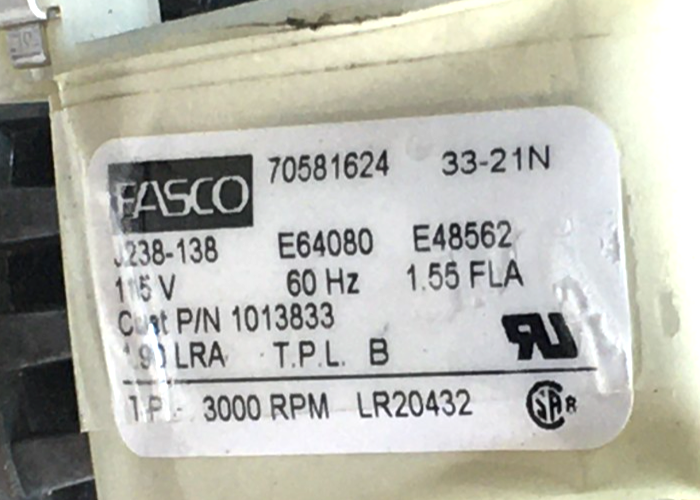 FASCO 70581624 33-21N
J238-138 E64080 E48562
115 V 60 Hz 1.55 FLA
Cust P/N 1013833
LRA T.P.L. B
3000 RPM LR20432